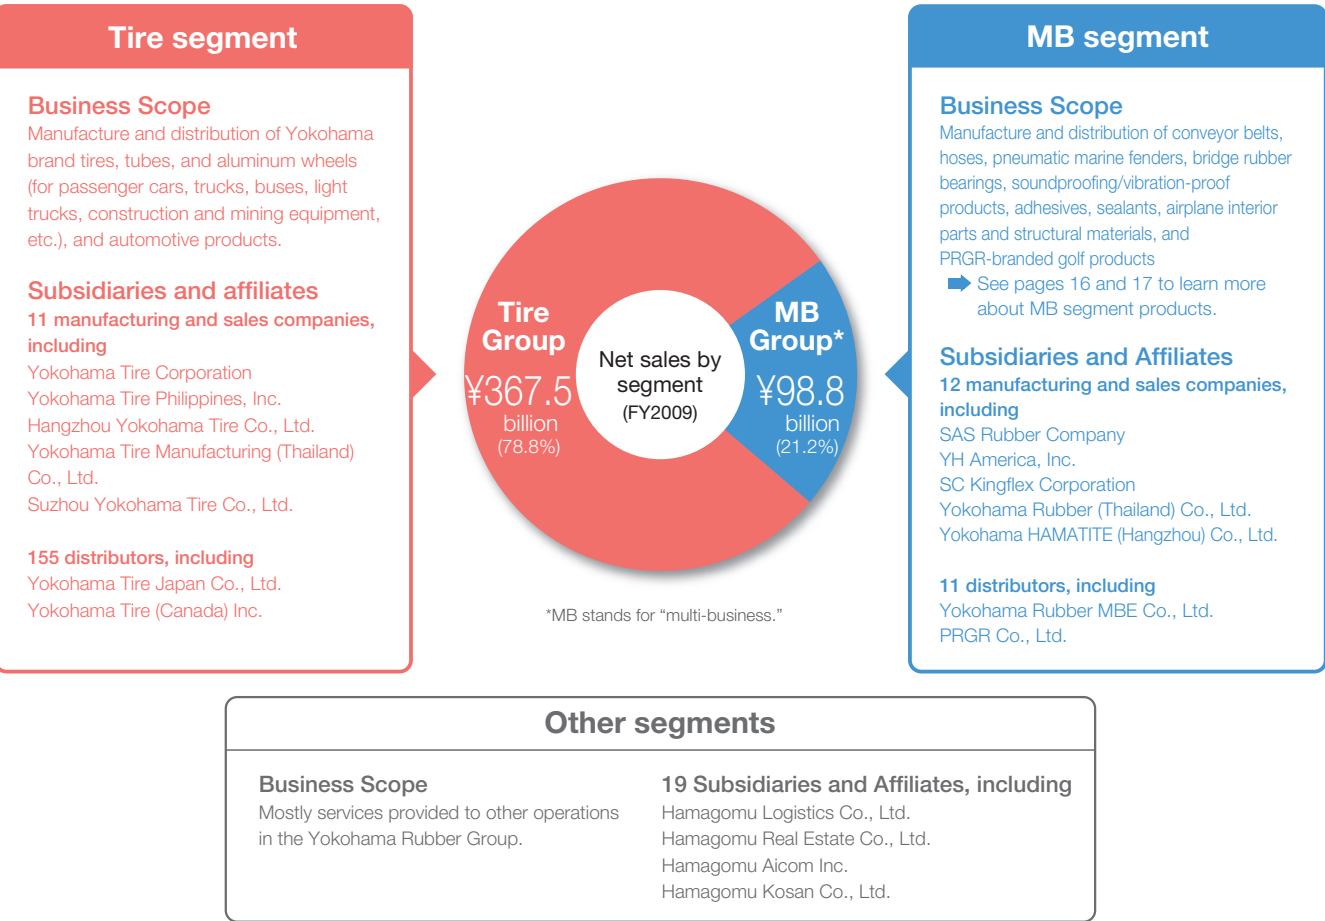 Tire segment
Business Scope
Manufacture and distribution of Yokohama
brand tires, tubes, and aluminum wheels
(for passenger cars, trucks, buses, light
trucks, construction and mining equipment,
etc.), and automotive products.
Subsidiaries and affiliates
11 manufacturing and sales companies,
including
Yokohama Tire Corporation
Yokohama Tire Philippines, Inc.
Hangzhou Yokohama Tire Co., Ltd.
Yokohama Tire Manufacturing (Thailand)
Co., Ltd.
Suzhou Yokohama Tire Co., Ltd.
155 distributors, including
Yokohama Tire Japan Co., Ltd.
Yokohama Tire (Canada) Inc.
Tire
Group
¥367.5
billion
(78.8%)
Net sales by
segment
(FY2009)
MB
Group*
¥98.8
billion
(21.2%)
*MB stands for “multi-business.”
MB segment
Business Scope
Manufacture and distribution of conveyor belts,
hoses, pneumatic marine fenders, bridge rubber
bearings, soundproofing/vibration-proof
products, adhesives, sealants, airplane interior
parts and structural materials, and
PRGR-branded golf products
See pages 16 and 17 to learn more
about MB segment products.
Subsidiaries and Affiliates
12 manufacturing and sales companies,
including
SAS Rubber Company
YH America, Inc.
SC Kingflex Corporation
Yokohama Rubber (Thailand) Co., Ltd.
Yokohama HAMATITE (Hangzhou) Co., Ltd.
11 distributors, including
Yokohama Rubber MBE Co., Ltd.
PRGR Co., Ltd.
Other segments
Business Scope
Mostly services provided to other operations
in the Yokohama Rubber Group.
19 Subsidiaries and Affiliates, including
Hamagomu Logistics Co., Ltd.
Hamagomu Real Estate Co., Ltd.
Hamagomu Aicom Inc.
Hamagomu Kosan Co., Ltd.